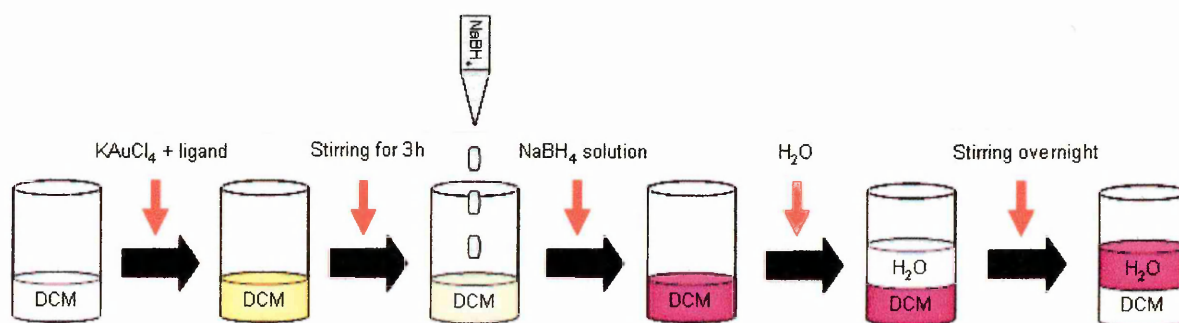 NaBH₄
KAuCl₄ + ligand
Stirring for 3h
NaBH₄ solution
H₂O
Stirring overnight
DCM
DCM
DCM
DCM
H₂O
DCM
H₂O
DCM